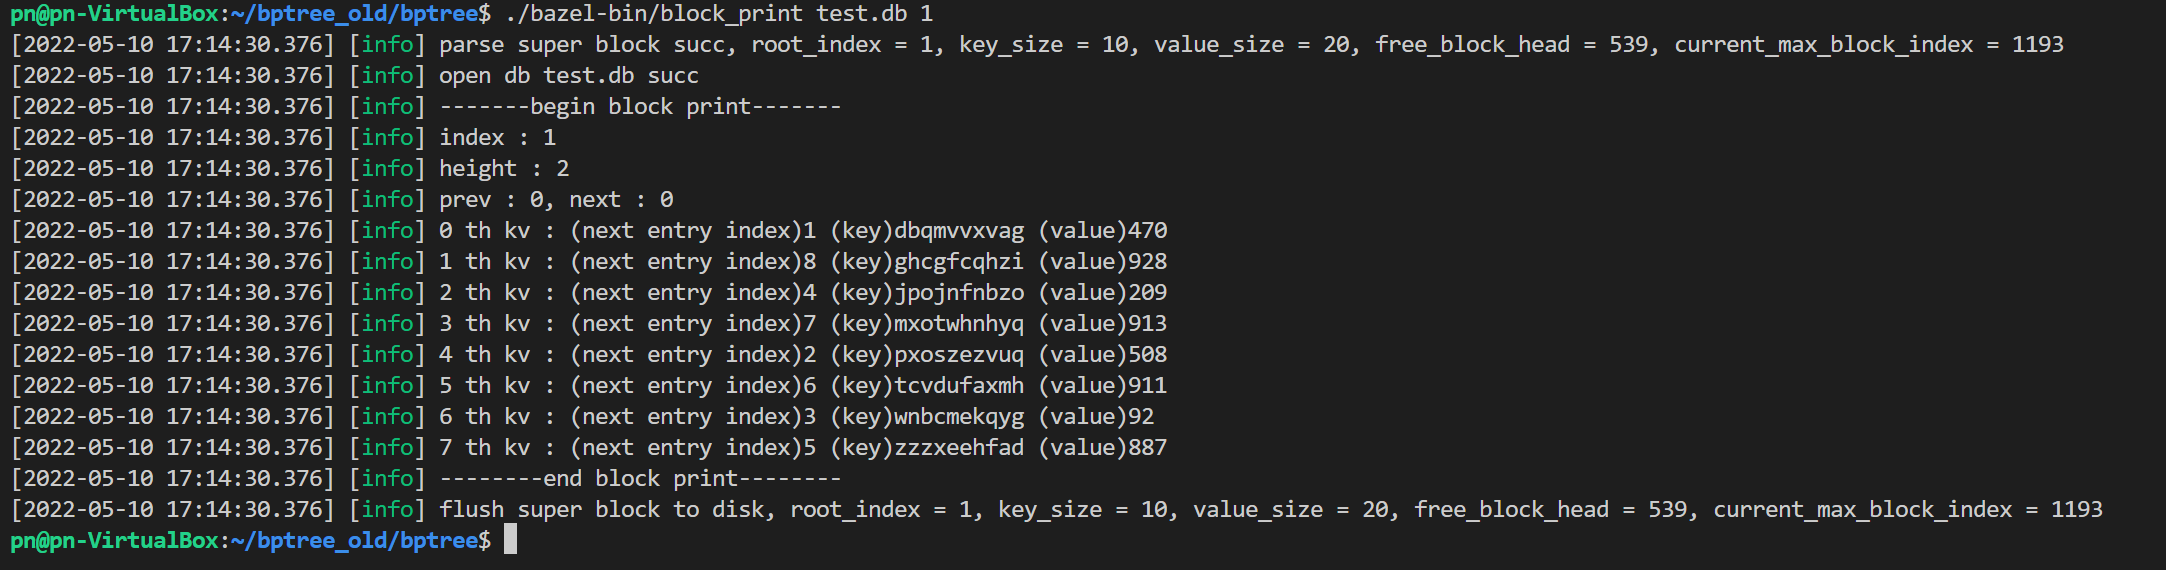 pn@pn-VirtualBox:~/bptree_old/bptree$ ./bazel-bin/block_print test.db 1
[2022-05-10 17:14:30.376] [info] parse super block succ, root_index = 1, key_size = 10, value_size = 20, free_block_head = 539, current_max_block_index = 1193
[2022-05-10 17:14:30.376] [info] open db test.db succ
[2022-05-10 17:14:30.376] [info] -------begin block print-------
[2022-05-10 17:14:30.376] [info] index : 1
[2022-05-10 17:14:30.376] [info] height : 2
[2022-05-10 17:14:30.376] [info] prev : 0, next : 0
[2022-05-10 17:14:30.376] [info] 0 th kv : (next entry index)1 (key)dbqmvvxvag (value)470
[2022-05-10 17:14:30.376] [info] 1 th kv : (next entry index)8 (key)ghcgfcqhzi (value)928
[2022-05-10 17:14:30.376] [info] 2 th kv : (next entry index)4 (key)jpojnfnbzo (value)209
[2022-05-10 17:14:30.376] [info] 3 th kv : (next entry index)7 (key)mxotwhnhyq (value)913
[2022-05-10 17:14:30.376] [info] 4 th kv : (next entry index)2 (key)pxoszezvuq (value)508
[2022-05-10 17:14:30.376] [info] 5 th kv : (next entry index)6 (key)tcvdufaxmh (value)911
[2022-05-10 17:14:30.376] [info] 6 th kv : (next entry index)3 (key)wnbcmekqyg (value)92
[2022-05-10 17:14:30.376] [info] 7 th kv : (next entry index)5 (key)zzzxeehfad (value)887
[2022-05-10 17:14:30.376] [info] --------end block print--------
[2022-05-10 17:14:30.376] [info] flush super block to disk, root_index = 1, key_size = 10, value_size = 20, free_block_head = 539, current_max_block_index = 1193
pn@pn-VirtualBox:~/bptree_old/bptree$